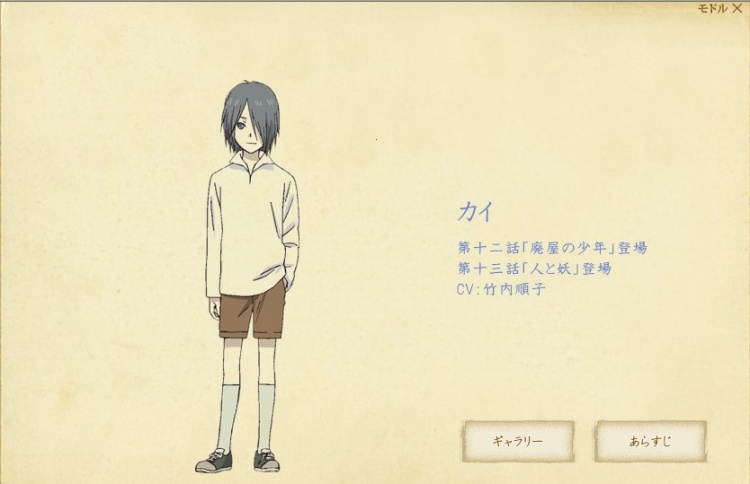 モドル ×
カイ
第十二話「廃屋の少年」登場
第十三話「人と妖」登場
CV:竹内順子
ギャラリー
あらすじ